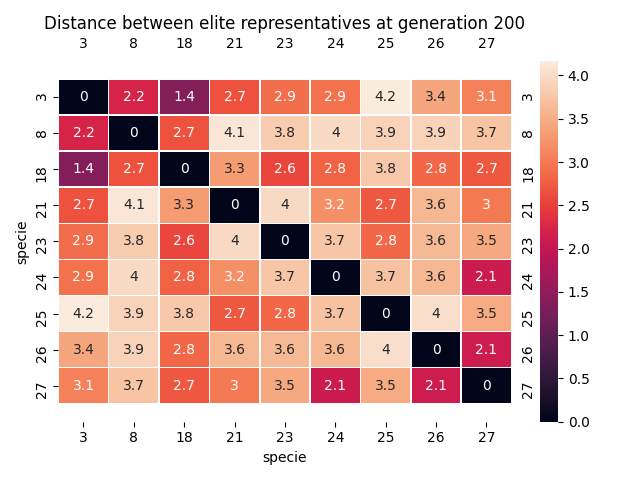 Distance between elite representatives at generation 200
3 8 18 21 23 24 25 26 27
3 0 2.2 1.4 2.7 2.9 2.9 4.2 3.4 3.1 3
8 2.2 0 2.7 4.1 3.8 4 3.9 3.9 3.7 8
18 1.4 2.7 0 3.3 2.6 2.8 3.8 2.8 2.7 18
21 2.7 4.1 3.3 0 4 3.2 2.7 3.6 3 21
23 2.9 3.8 2.6 4 0 3.7 2.8 3.6 3.5 23
24 2.9 4 2.8 3.2 3.7 0 3.7 3.6 2.1 24
25 4.2 3.9 3.8 2.7 2.8 3.7 0 4 3.5 25
26 3.4 3.9 2.8 3.6 3.6 3.6 4 0 2.1 26
27 3.1 3.7 2.7 3 3.5 2.1 3.5 2.1 0 27
specie
3 8 18 21 23 24 25 26 27
specie
4.0
3.5
3.0
2.5
2.0
1.5
1.0
0.5
0.0